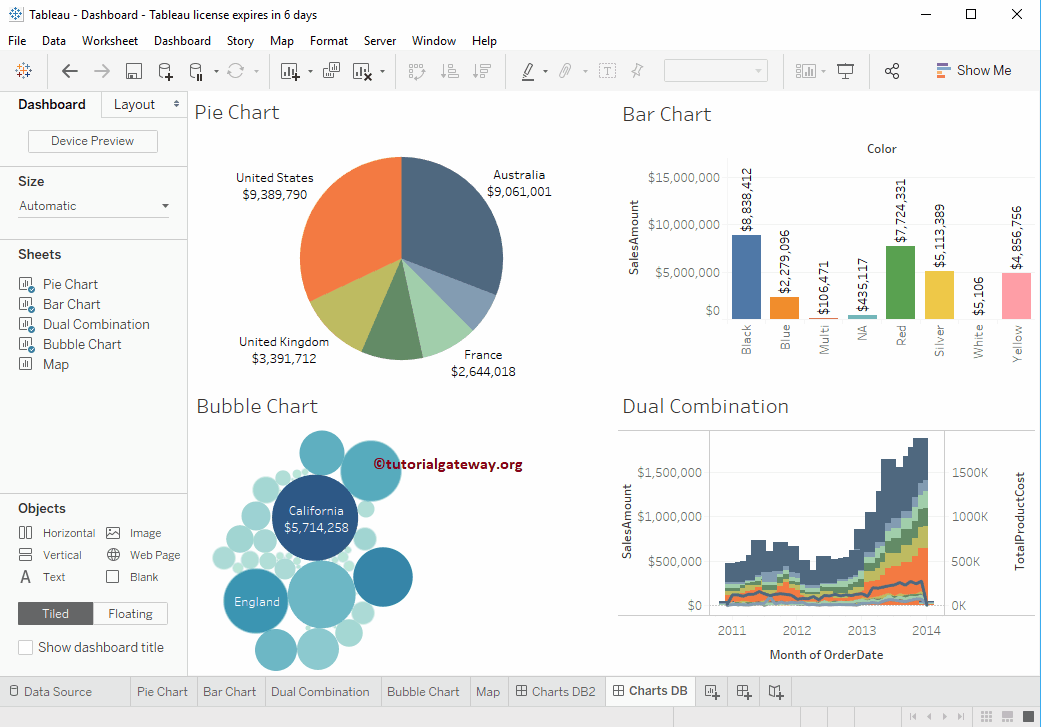 Tableau - Dashboard - Tableau license expires in 6 days
File Data Worksheet Dashboard Story Map Format Server Window Help
Show Me
Dashboard Layout
Device Preview
Size
Automatic
Sheets
Pie Chart
Bar Chart
Dual Combination
Bubble Chart
Map
Objects
Horizontal Image
Vertical Web Page
Text Blank
Tiled Floating
Show dashboard title
Pie Chart
United States
$9,389,790
Australia
$9,061,001
United Kingdom
$3,391,712
France
$2,644,018
Bar Chart
Color
SalesAmount
$15,000,000
$10,000,000
$5,000,000
$0
$8,838,412
$2,279,096
$106,471
$435,117
$7,724,331
$5,113,389
$5,106
$4,856,756
Black
Blue
Multi
NA
Red
Silver
White
Yellow
Bubble Chart
©tutorialgateway.org
California
$5,714,258
England
Dual Combination
SalesAmount
$1,500,000
$1,000,000
$500,000
$0
1500K
1000K
500K
0K
TotalProductCost
2011 2012 2013 2014
Month of OrderDate
Data Source Pie Chart Bar Chart Dual Combination Bubble Chart Map Charts DB2 Charts DB